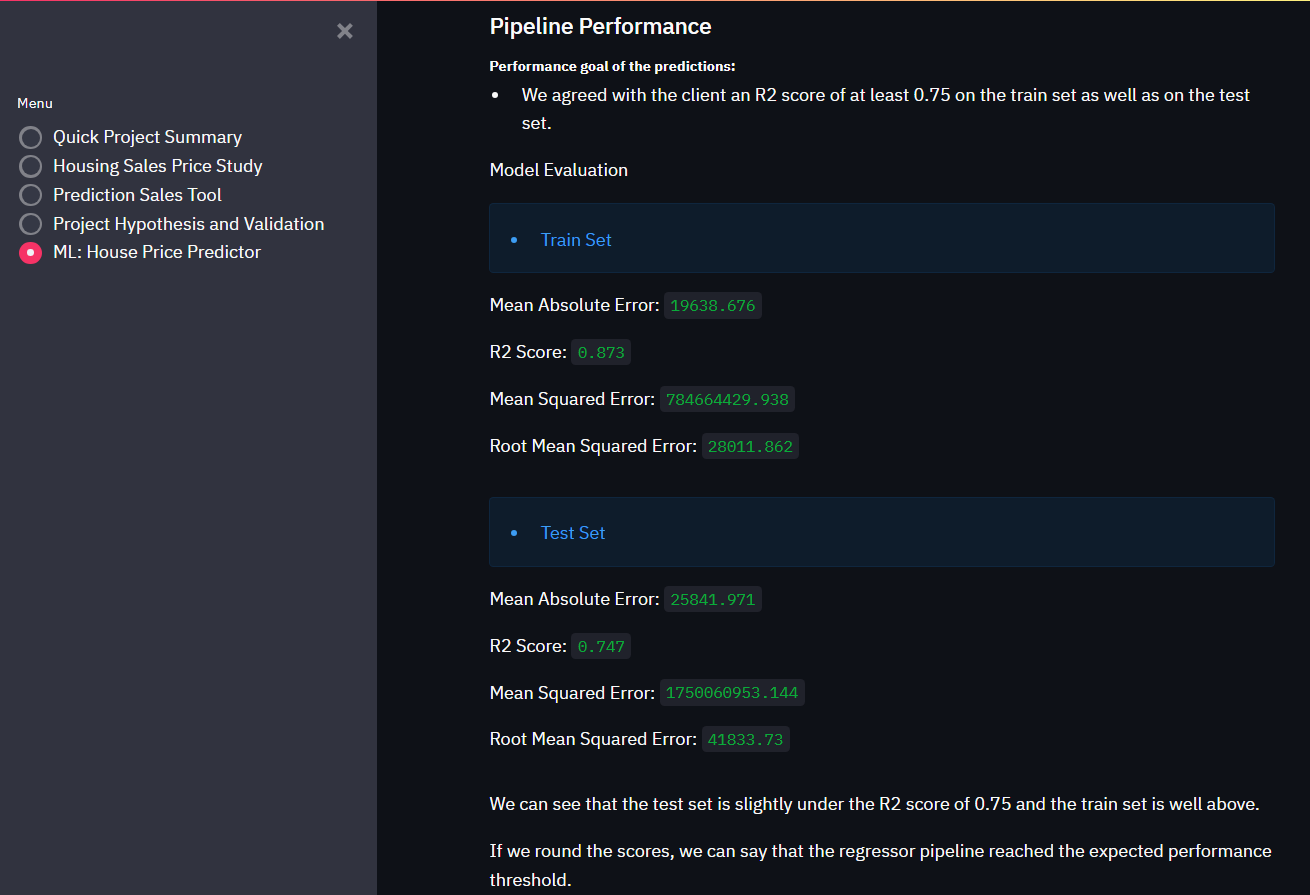 Menu
Quick Project Summary
Housing Sales Price Study
Prediction Sales Tool
Project Hypothesis and Validation
ML: House Price Predictor
Pipeline Performance
Performance goal of the predictions:
• We agreed with the client an R2 score of at least 0.75 on the train set as well as on the test
set.
Model Evaluation
• Train Set
Mean Absolute Error: 19638.676
R2 Score: 0.873
Mean Squared Error: 784664429.938
Root Mean Squared Error: 28011.862
• Test Set
Mean Absolute Error: 25841.971
R2 Score: 0.747
Mean Squared Error: 1750060953.144
Root Mean Squared Error: 41833.73
We can see that the test set is slightly under the R2 score of 0.75 and the train set is well above.
If we round the scores, we can say that the regressor pipeline reached the expected performance
threshold.